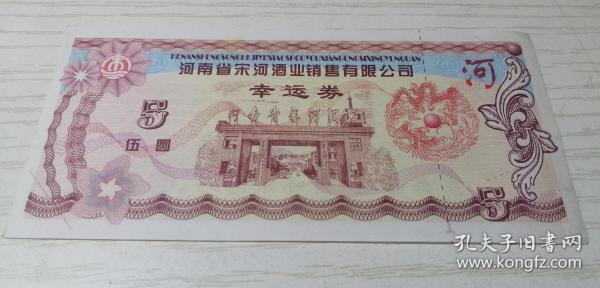 HENANSHENGSONGHEJIYEXIAOSHOUYOUXIANGONGSIXINGYUNQUAN
河南省宋河酒业销售有限公司
河
幸运券
5
伍圆
5
孔夫子旧书网
www.kongfz.com